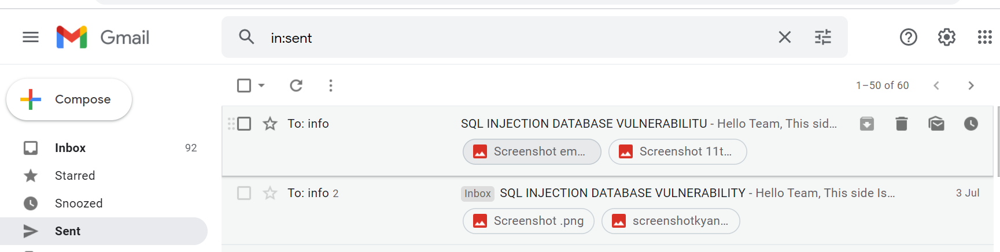 Gmail
in:sent
Compose
1–50 of 60
Inbox 92
Starred
Snoozed
Sent
To: info SQL INJECTION DATABASE VULNERABILITU - Hello Team, This sid...
Screenshot em... Screenshot 11t...
To: info 2 Inbox SQL INJECTION DATABASE VULNERABILITY - Hello Team, This side Is... 3 Jul
Screenshot .png screenshotkyan...